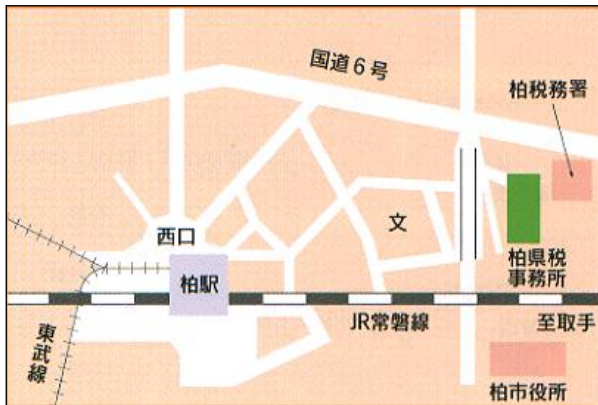 国道6号
柏税務署
文
西口
柏駅
柏県税
事務所
東武線
JR常磐線
至取手
柏市役所